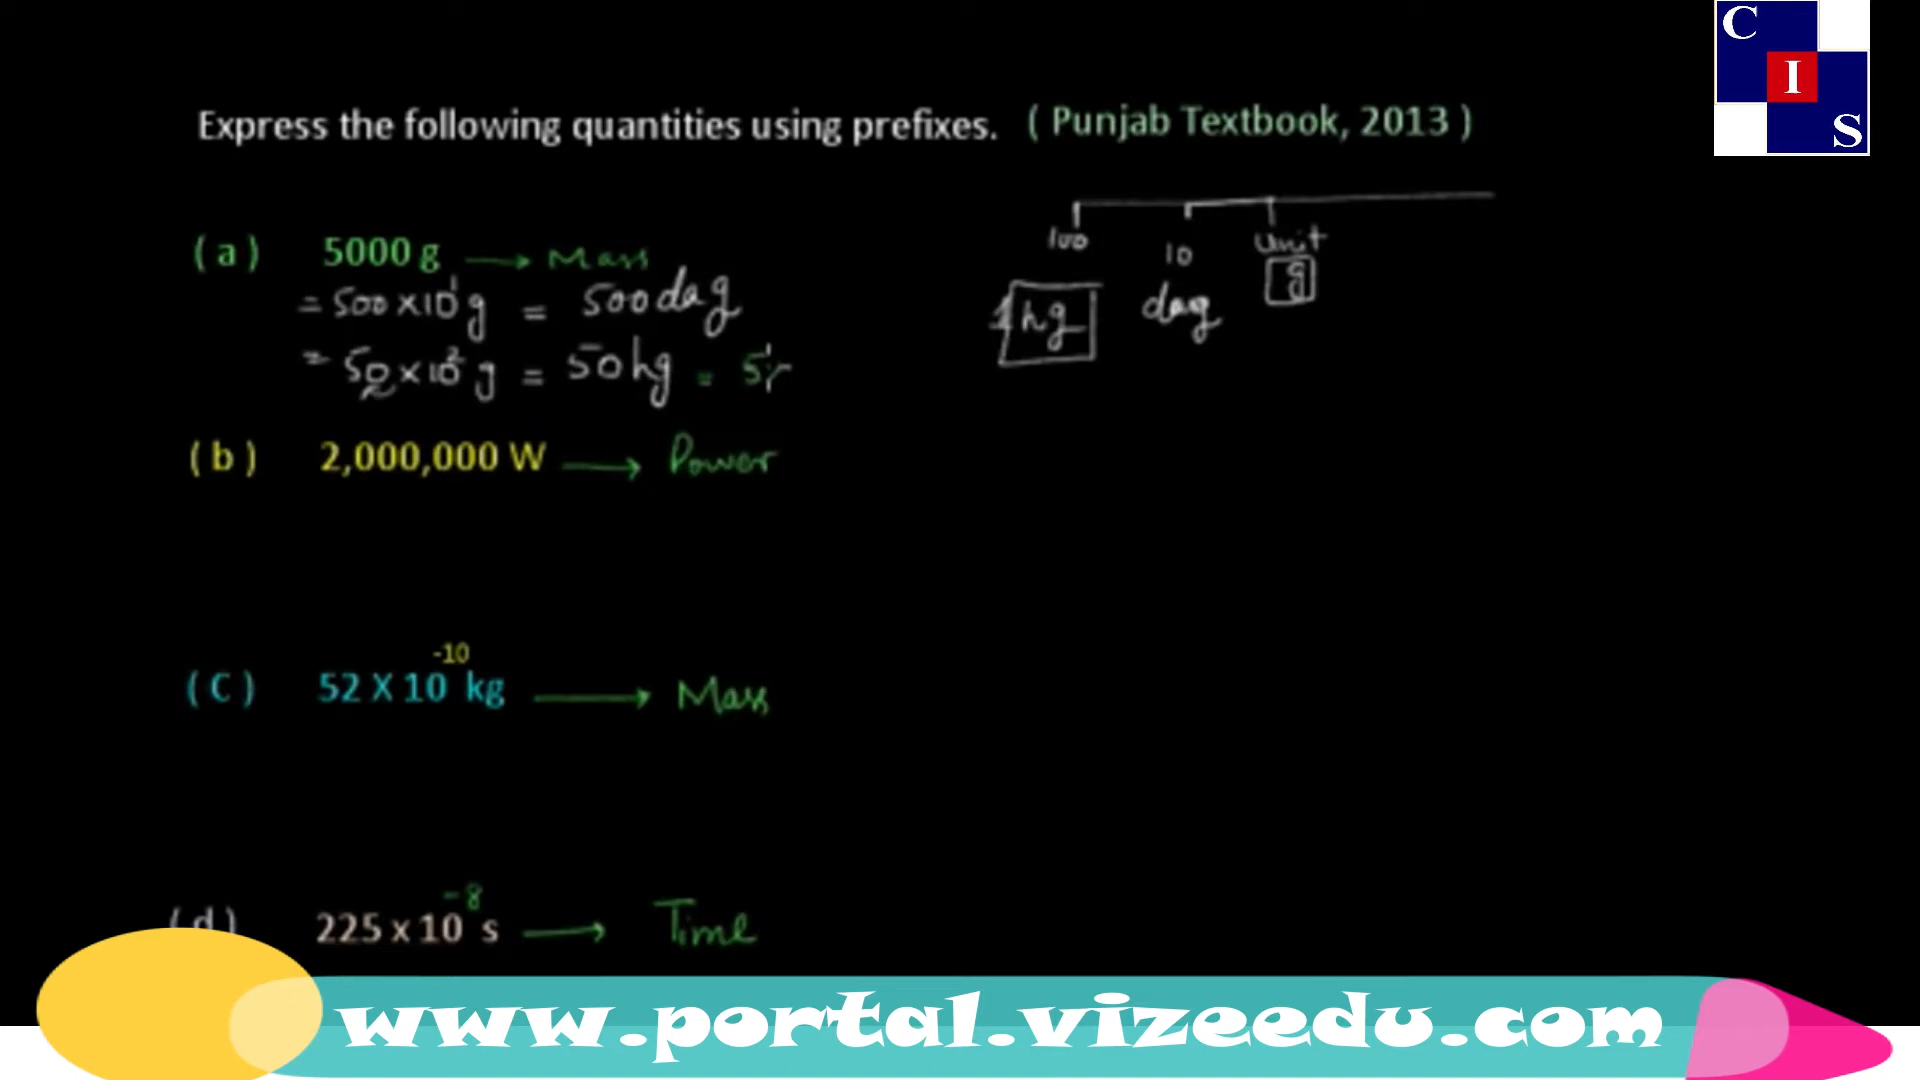 C
I
S
Express the following quantities using prefixes. ( Punjab Textbook, 2013 )
100 10 Unit
1hg dag g
( a ) 5000 g → Mass
= 500 × 10¹ g = 500 dag
= 50 × 10² g = 50 hg = 5
( b ) 2,000,000 W → Power
( C ) 52 X 10⁻¹⁰ kg → Mass
( d ) 225 x 10⁻⁸ s → Time
www.portal.vizeedu.com